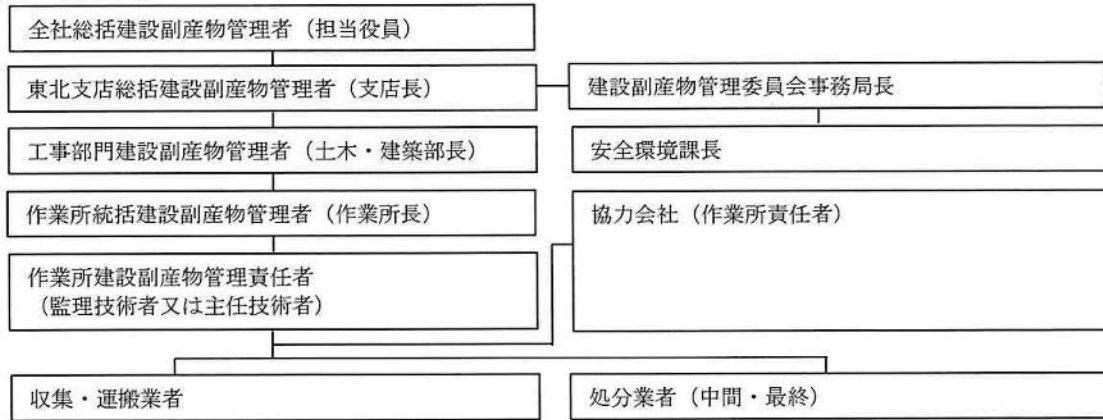 全社総括建設副産物管理者（担当役員）
東北支店総括建設副産物管理者（支店長）
建設副産物管理委員会事務局長
工事部門建設副産物管理者（土木・建築部長）
安全環境課長
作業所統括建設副産物管理者（作業所長）
協力会社（作業所責任者）
作業所建設副産物管理責任者
（監理技術者又は主任技術者）
収集・運搬業者
処分業者（中間・最終）